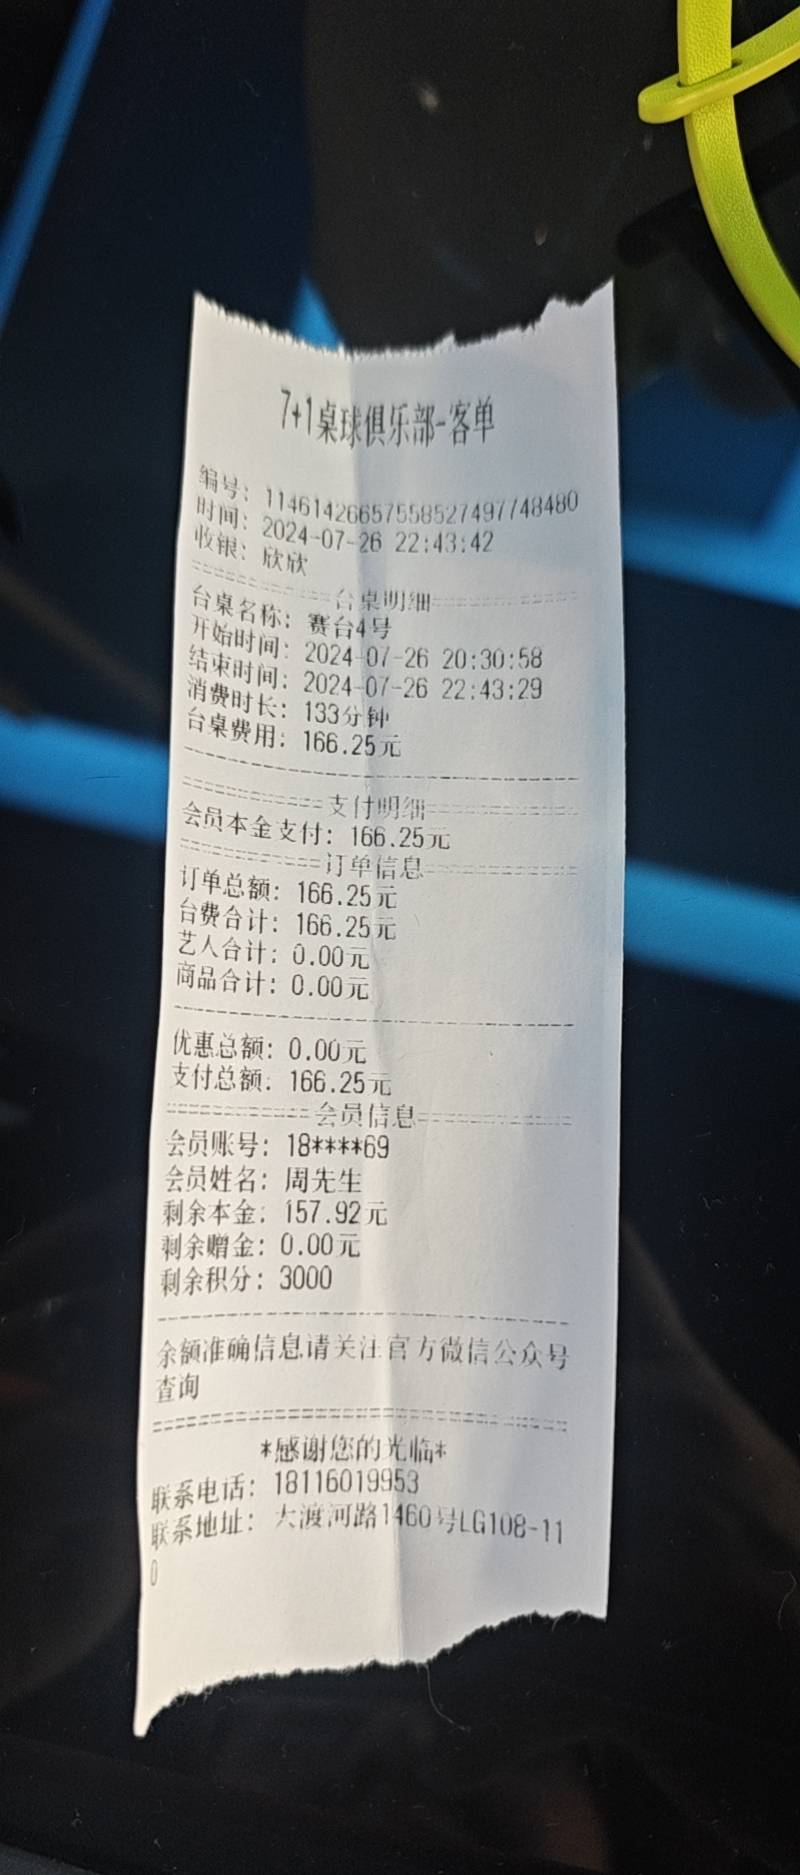 7+1桌球俱乐部-客单
编号: 11461426657558527497748480
时间: 2024-07-26 22:43:42
收银: 欣欣
============台桌明细============
台桌名称: 赛台4号
开始时间: 2024-07-26 20:30:58
结束时间: 2024-07-26 22:43:29
消费时长: 133分钟
台桌费用: 166.25元
--------------------------------
============支付明细============
会员本金支付: 166.25元
============订单信息============
订单总额: 166.25元
台费合计: 166.25元
艺人合计: 0.00元
商品合计: 0.00元
--------------------------------
优惠总额: 0.00元
支付总额: 166.25元
============会员信息============
会员账号: 18****69
会员姓名: 周先生
剩余本金: 157.92元
剩余赠金: 0.00元
剩余积分: 3000
--------------------------------
余额准确信息请关注官方微信公众号
查询
================================
*感谢您的光临*
联系电话: 18116019953
联系地址: 大渡河路1460号LG108-11
0